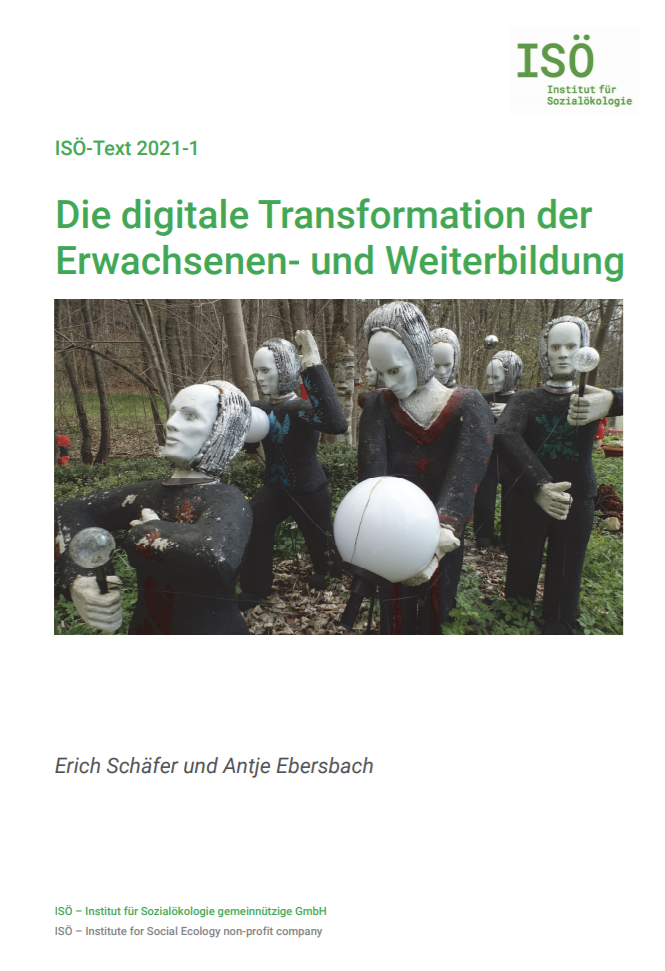 ISÖ
Institut für
Sozialökologie
ISÖ-Text 2021-1
Die digitale Transformation der
Erwachsenen- und Weiterbildung
Erich Schäfer und Antje Ebersbach
ISÖ – Institut für Sozialökologie gemeinnützige GmbH
ISÖ – Institute for Social Ecology non-profit company